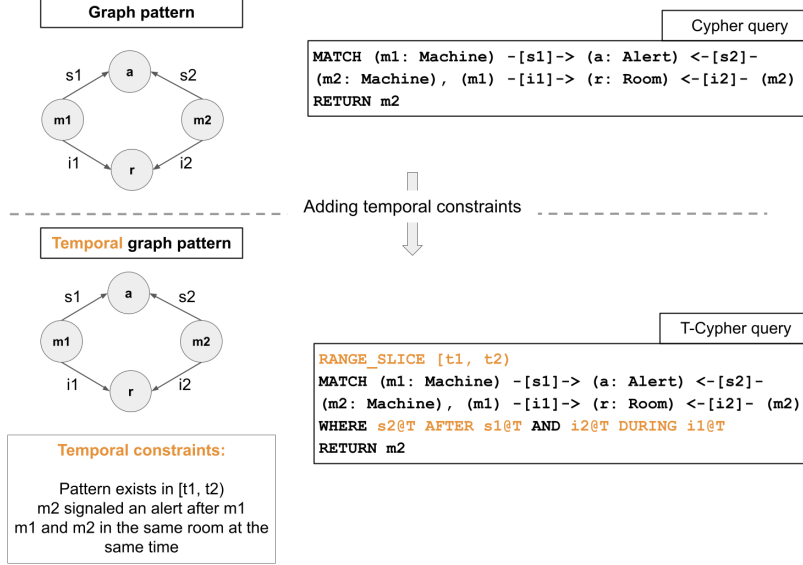 Graph pattern
a
s1
s2
m1
m2
i1
i2
r
Cypher query
MATCH (m1: Machine) -[s1]-> (a: Alert) <-[s2]-
(m2: Machine), (m1) -[i1]-> (r: Room) <-[i2]- (m2)
RETURN m2
Adding temporal constraints
Temporal graph pattern
a
s1
s2
m1
m2
i1
i2
r
Temporal constraints:
Pattern exists in [t1, t2)
m2 signaled an alert after m1
m1 and m2 in the same room at the
same time
T-Cypher query
RANGE_SLICE [t1, t2)
MATCH (m1: Machine) -[s1]-> (a: Alert) <-[s2]-
(m2: Machine), (m1) -[i1]-> (r: Room) <-[i2]- (m2)
WHERE s2@T AFTER s1@T AND i2@T DURING i1@T
RETURN m2